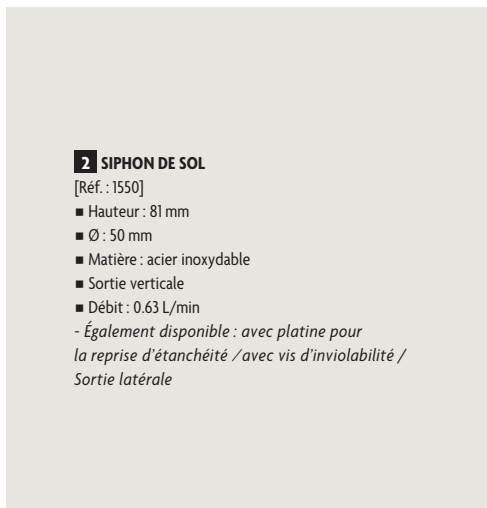 2 SIPHON DE SOL
[Réf. : 1550]
■ Hauteur : 81 mm
■ Ø : 50 mm
■ Matière : acier inoxydable
■ Sortie verticale
■ Débit : 0.63 L/min
- Également disponible : avec platine pour
la reprise d’étanchéité / avec vis d’inviolabilité /
Sortie latérale